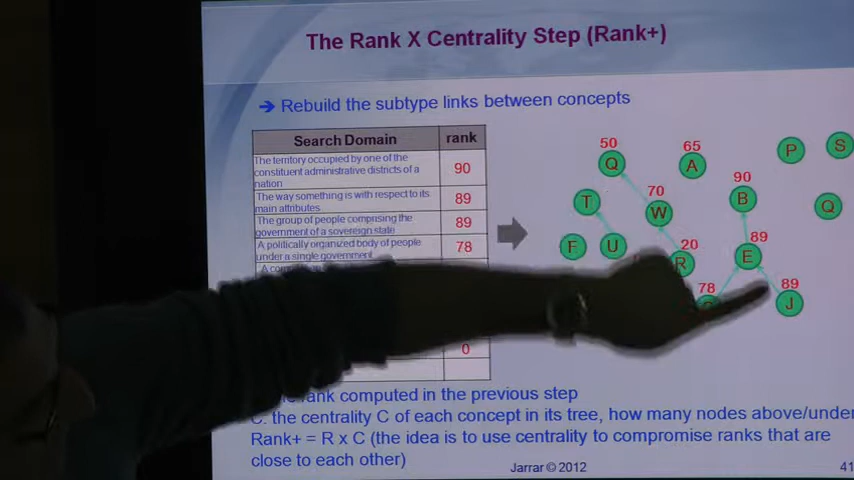 The Rank X Centrality Step (Rank+)
Rebuild the subtype links between concepts
Search Domain rank
The territory occupied by one of the
constituent administrative districts of a
nation
90
The way something is with respect to its
main attributes
89
The group of people comprising the
government of a sovereign state
89
A politically organized body of people
under a single government
78
0
50
Q
65
A
P
S
T
70
W
90
B
Q
F
U
20
R
89
E
78
89
J
rank computed in the previous step
C: the centrality C of each concept in its tree, how many nodes above/under
Rank+ = R x C (the idea is to use centrality to compromise ranks that are
close to each other)
Jarrar © 2012
41